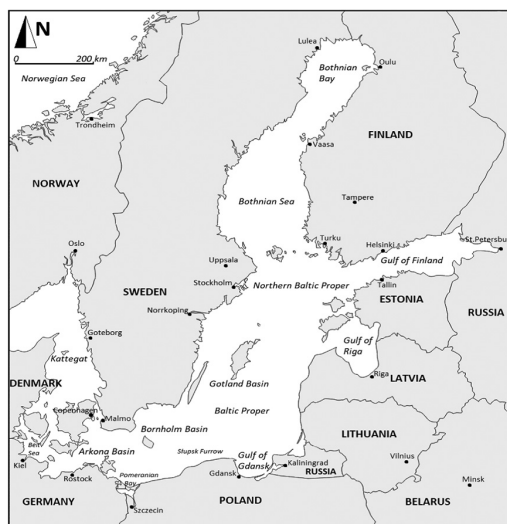 N
0 200 km
Norwegian Sea
Lulea
Bothnian
Bay
Oulu
Trondheim
FINLAND
Vaasa
NORWAY
Tampere
Bothnian Sea
Turku
Helsinki
St.Petersbu
Oslo
Gulf of Finland
Uppsala
Stockholm
Northern Baltic Proper
Tallin
SWEDEN
ESTONIA
Norrkoping
RUSSIA
Goteborg
Gulf of
Riga
Kattegat
Riga
LATVIA
DENMARK
Gotland Basin
Copenhagen
Malmo
Baltic Proper
Bornholm Basin
LITHUANIA
Belt
Sea
Arkona Basin
Stupsk Furrow
Gulf of
Gdansk
Vilnius
Kiel
Kaliningrad
RUSSIA
Rostock
Pomeranian
Bay
Gdansk
Minsk
GERMANY
POLAND
BELARUS
Szczecin